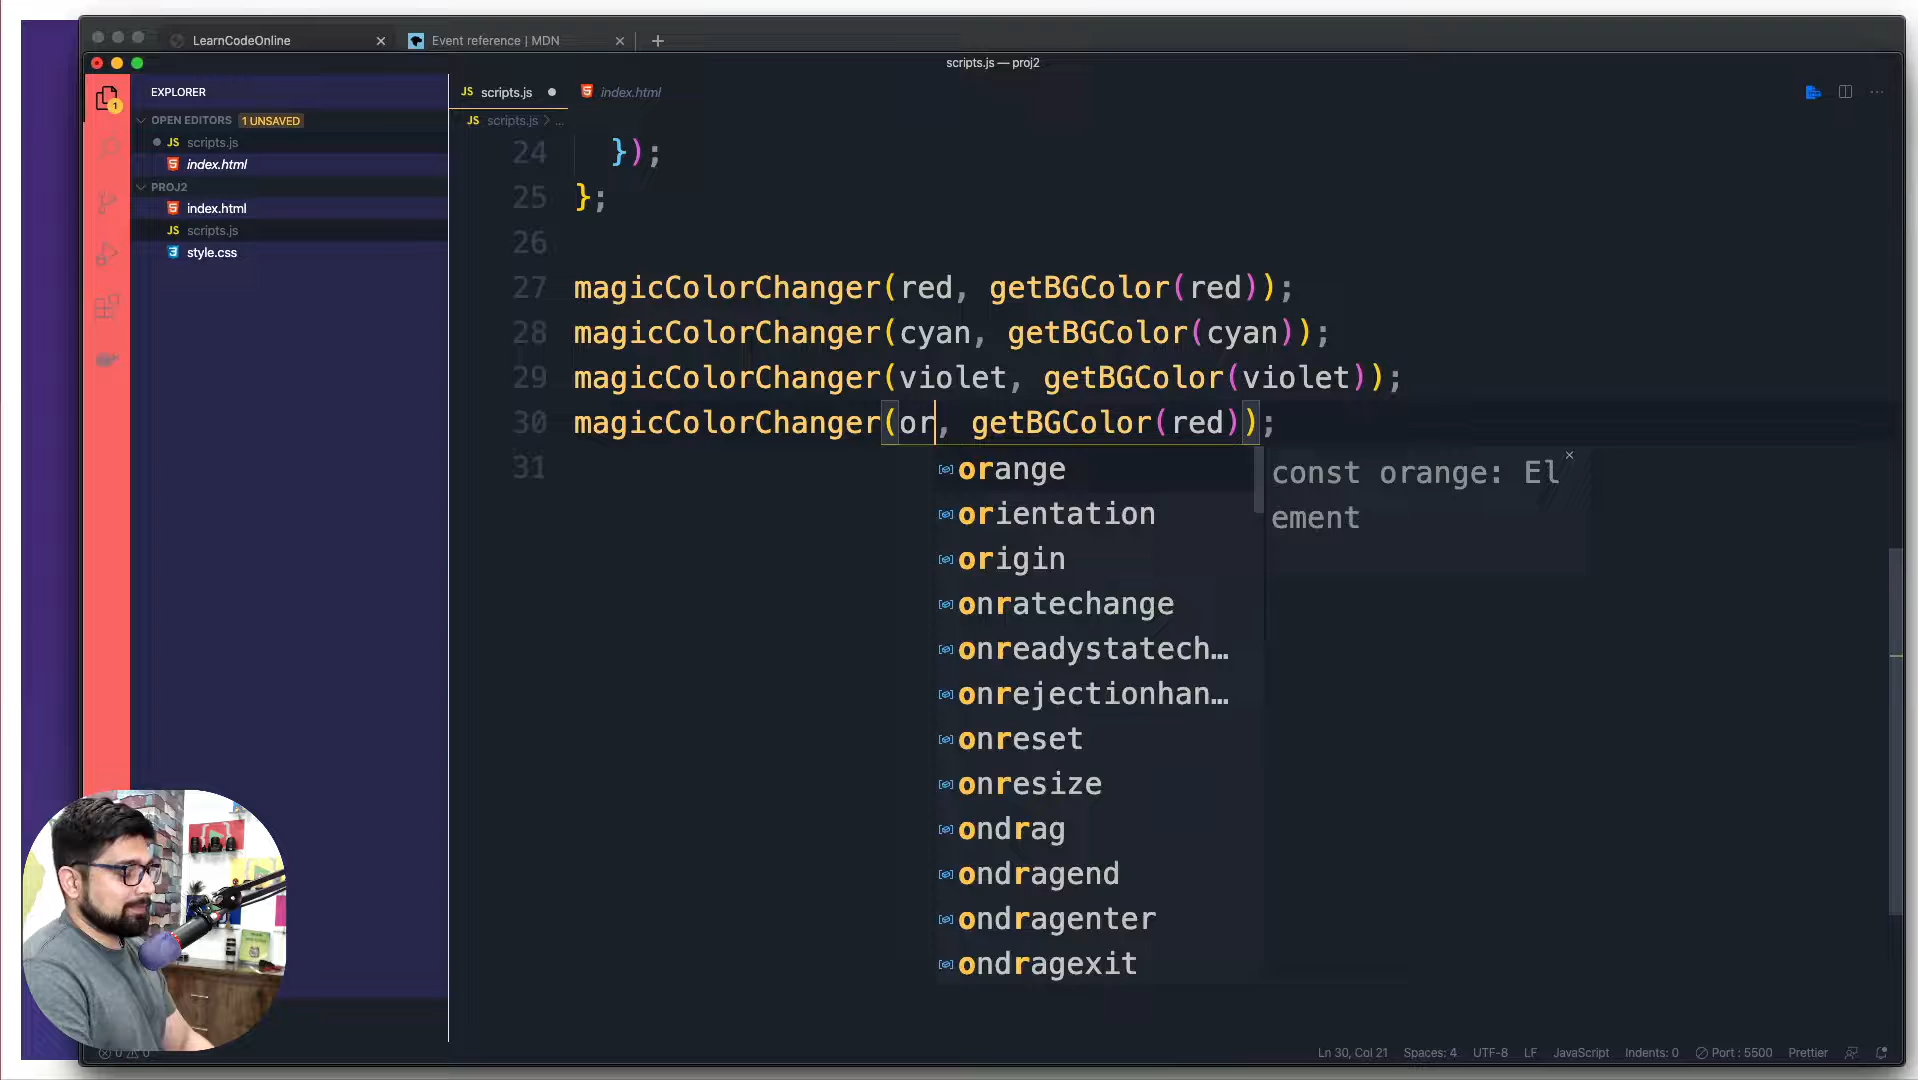 LearnCodeOnline
Event reference | MDN
scripts.js — proj2
EXPLORER
OPEN EDITORS 1 UNSAVED
JS scripts.js
index.html
PROJ2
index.html
JS scripts.js
style.css
1
JS scripts.js
index.html
JS scripts.js > ...
24 });
25 };
26
27 magicColorChanger(red, getBGColor(red));
28 magicColorChanger(cyan, getBGColor(cyan));
29 magicColorChanger(violet, getBGColor(violet));
30 magicColorChanger(or, getBGColor(red));
31
orange
orientation
origin
onratechange
onreadystatech…
onrejectionhan…
onreset
onresize
ondrag
ondragend
ondragenter
ondragexit
const orange: El
ement
0 0
Ln 30, Col 21 Spaces: 4 UTF-8 LF JavaScript Indents: 0 Port : 5500 Prettier